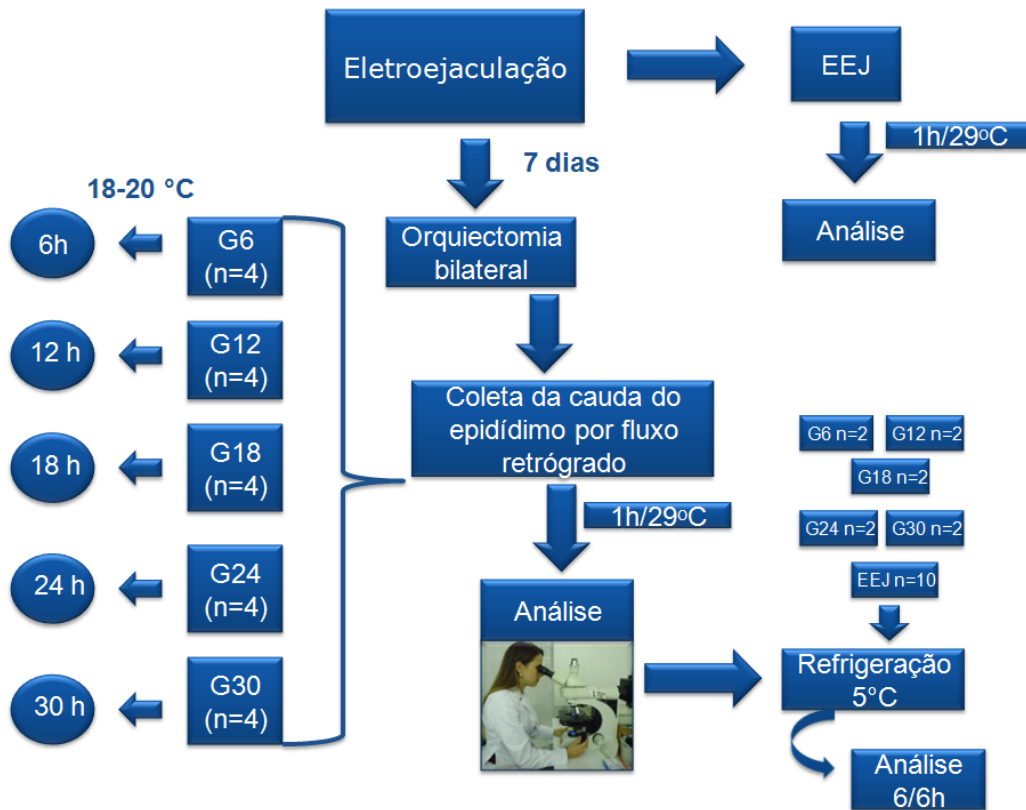 Eletroejaculação
EEJ
1h/29ºC
Análise
7 dias
Orquiectomia
bilateral
Coleta da cauda do
epidídimo por fluxo
retrógrado
1h/29ºC
Análise
18-20 °C
G6
(n=4)
6h
G12
(n=4)
12 h
G18
(n=4)
18 h
G24
(n=4)
24 h
G30
(n=4)
30 h
G6 n=2
G12 n=2
G18 n=2
G24 n=2
G30 n=2
EEJ n=10
Refrigeração
5°C
Análise
6/6h